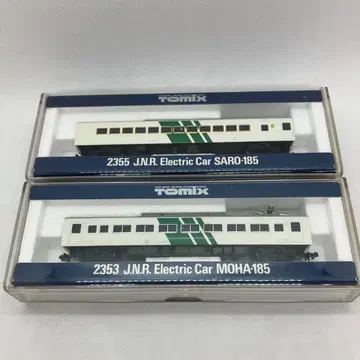 TOMIX
2355 J.N.R. Electric Car SARO-185
TOMIX
2353 J.N.R. Electric Car MOHA-185